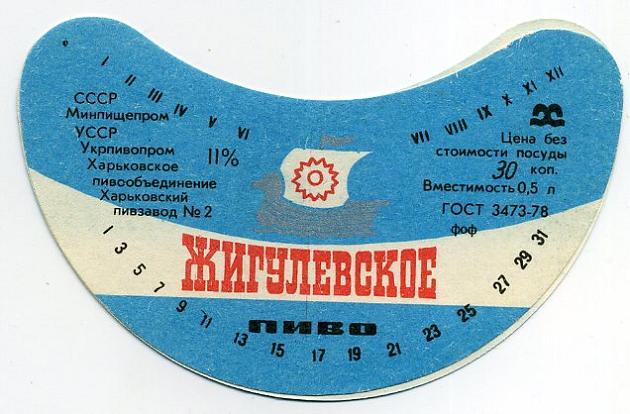 I II III IV V VI
VII VIII IX X XI XII
СССР
Минпищепром
УССР
Укрпивопром
Харьковское
пивообъединение
Харьковский
пивзавод № 2
11%
Цена без
стоимости посуды
30 коп.
Вместимость 0,5 л
ГОСТ 3473-78
фоф
ЖИГУЛЕВСКОЕ
ПИВО
1 3 5 7 9 11 13 15 17 19 21 23 25 27 29 31